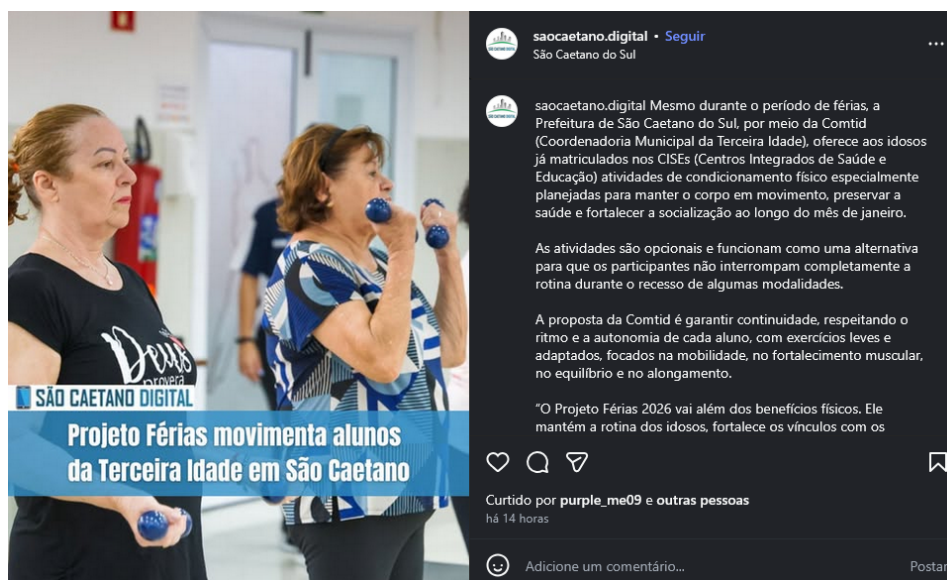 Deus
proverá
SÃO CAETANO DIGITAL
Projeto Férias movimenta alunos
da Terceira Idade em São Caetano
saocaetano.digital • Seguir
São Caetano do Sul
saocaetano.digital Mesmo durante o período de férias, a
Prefeitura de São Caetano do Sul, por meio da Comtid
(Coordenadoria Municipal da Terceira Idade), oferece aos idosos
já matriculados nos CISEs (Centros Integrados de Saúde e
Educação) atividades de condicionamento físico especialmente
planejadas para manter o corpo em movimento, preservar a
saúde e fortalecer a socialização ao longo do mês de janeiro.
As atividades são opcionais e funcionam como uma alternativa
para que os participantes não interrompam completamente a
rotina durante o recesso de algumas modalidades.
A proposta da Comtid é garantir continuidade, respeitando o
ritmo e a autonomia de cada aluno, com exercícios leves e
adaptados, focados na mobilidade, no fortalecimento muscular,
no equilíbrio e no alongamento.
"O Projeto Férias 2026 vai além dos benefícios físicos. Ele
mantém a rotina dos idosos, fortalece os vínculos com os
Curtido por purple_me09 e outras pessoas
há 14 horas
Adicione um comentário...
Postar